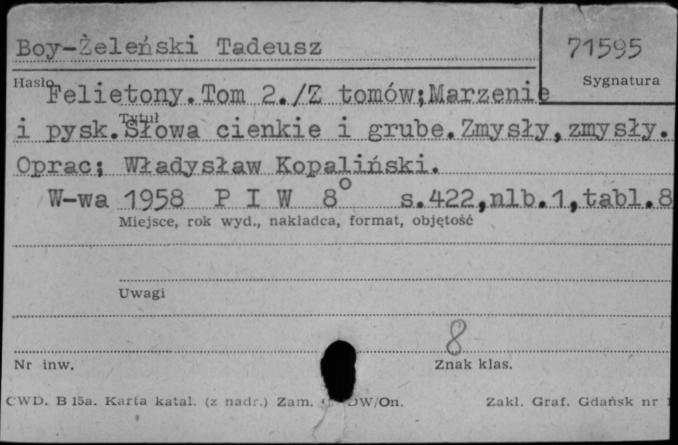 Boy-Żeleński Tadeusz
71595
Hasło
Sygnatura
Felietony.Tom 2./Z tomów;Marzenie
Tytuł
i pysk.Słowa cienkie i grube.Zmysły,zmysły.
Oprac; Władysław Kopaliński.
W-wa 1958 P I W 8° s.422,nlb.1,tabl.8
Miejsce, rok wyd., nakładca, format, objętość
Uwagi
8
Nr inw.
Znak klas.
CWD. B 15a. Karta katal. (z nadr.) Zam. DW/On.
Zakł. Graf. Gdańsk nr